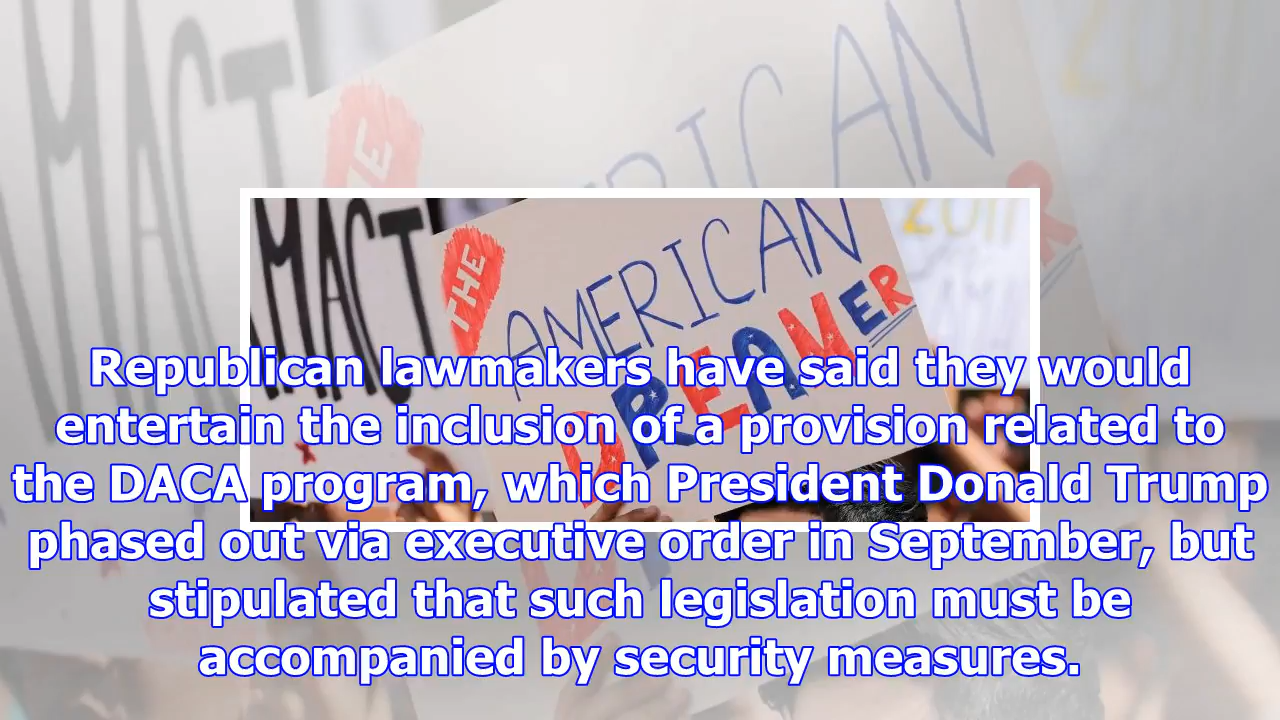 MACT
THE
AMERICAN
DREAMER
2011
Republican lawmakers have said they would
entertain the inclusion of a provision related to
the DACA program, which President Donald Trump
phased out via executive order in September, but
stipulated that such legislation must be
accompanied by security measures.